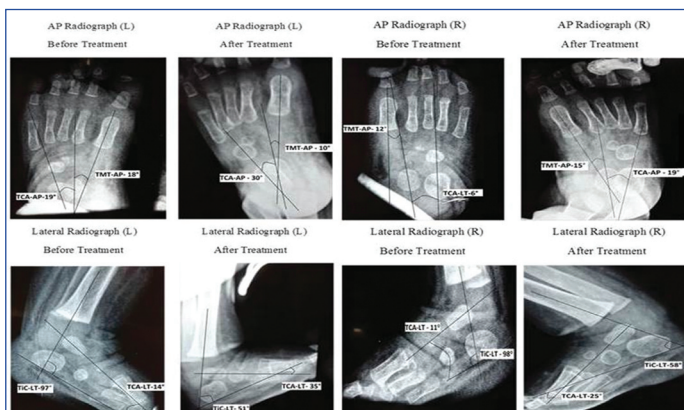 AP Radiograph (L)
Before Treatment
AP Radiograph (L)
After Treatment
AP Radiograph (R)
Before Treatment
AP Radiograph (R)
After Treatment
TCA-AP-19°
TMT-AP - 18°
TMT-AP - 10°
TCA-AP - 30°
TMT-AP- 12°
TCA-LT-6°
TMT-AP-15°
TCA-AP - 19°
Lateral Radiograph (L)
Before Treatment
Lateral Radiograph (L)
After Treatment
Lateral Radiograph (R)
Before Treatment
Lateral Radiograph (R)
After Treatment
TiC-LT-97°
TCA-LT-14°
TCA-LT- 35°
TiC-LT- 51°
TCA-LT - 11°
TiC-LT - 98°
TiC-LT-58°
TCA-LT-25°